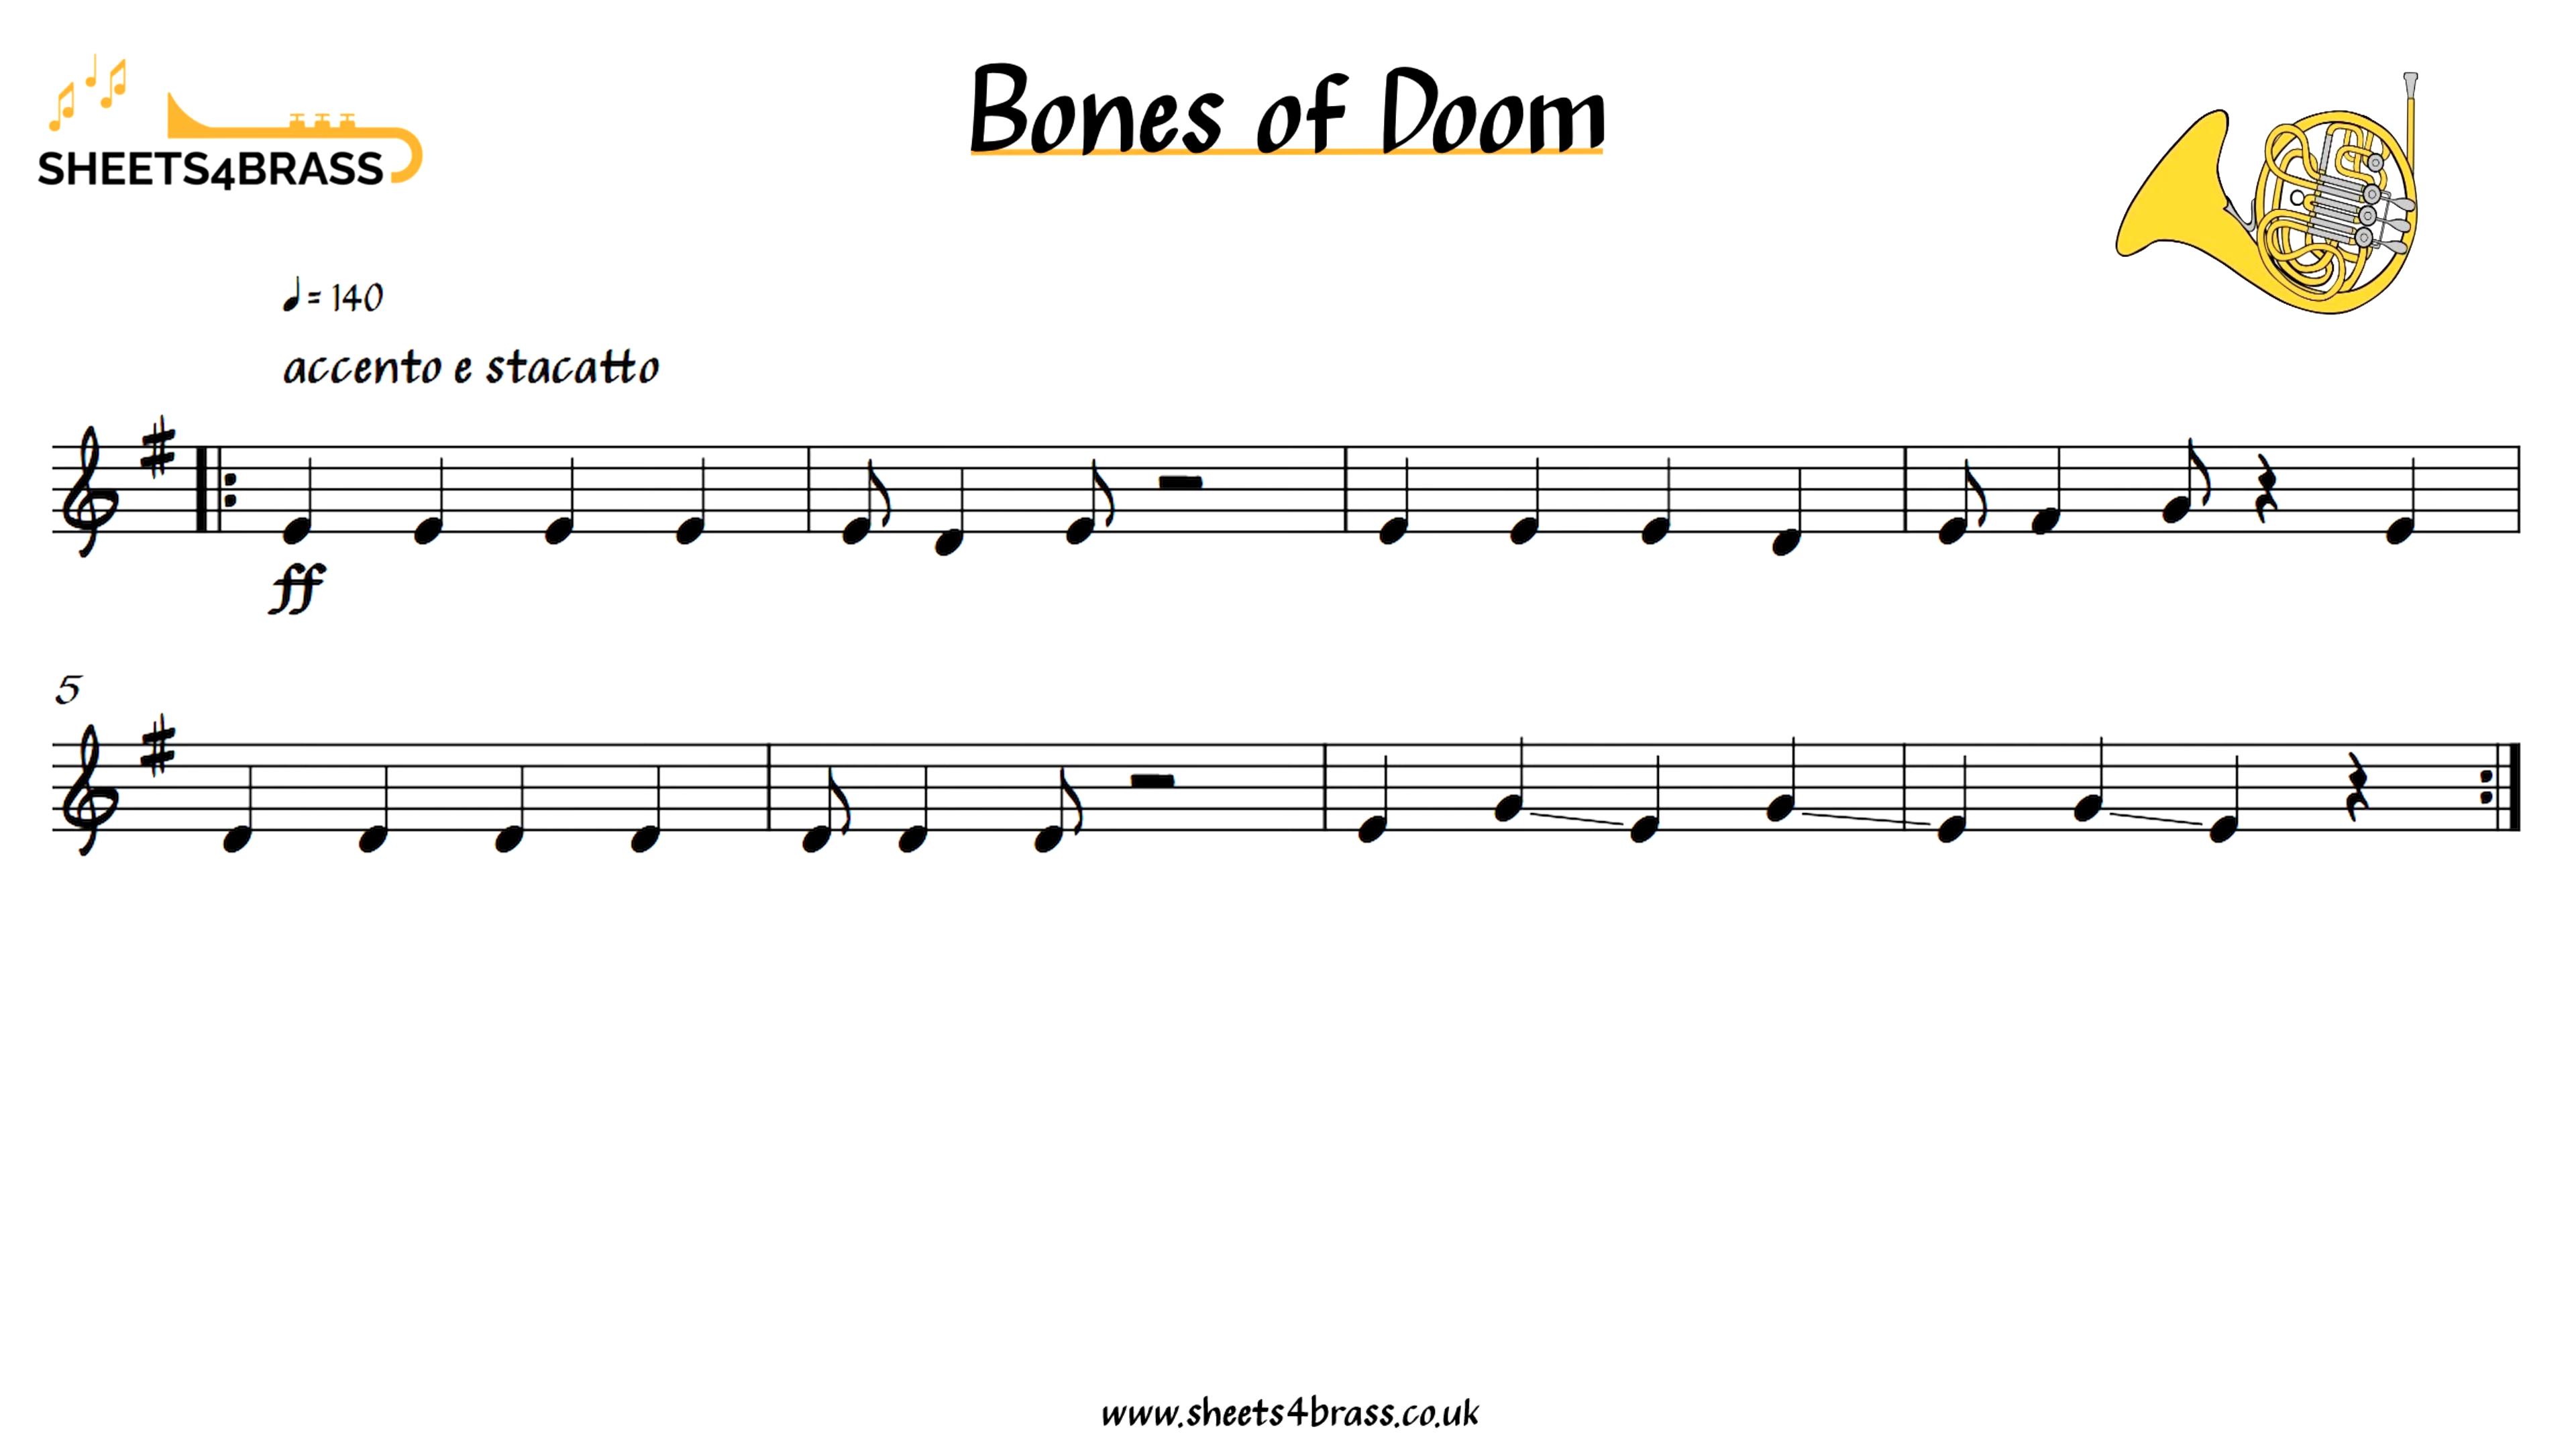 Bones of Doom
SHEETS4BRASS
♩ = 140
accento e stacatto
ff
5
www.sheets4brass.co.uk